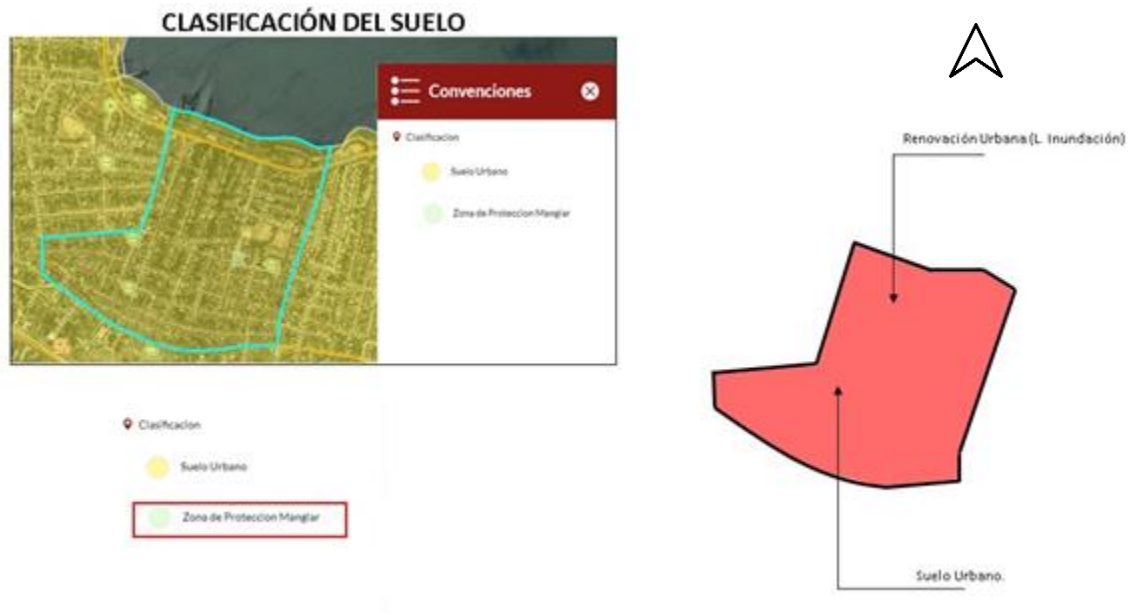 CLASIFICACIÓN DEL SUELO
Convenciones
Clasificacion
Suelo Urbano
Zona de Proteccion Manglar
Clasificacion
Suelo Urbano
Zona de Proteccion Manglar
Renovación Urbana (L. Inundación)
Suelo Urbano.